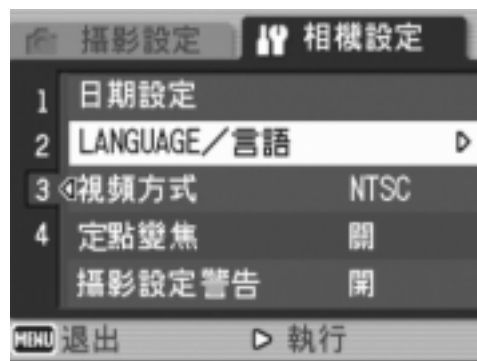 攝影設定 相機設定
1 日期設定
2 LANGUAGE／言語
3 視頻方式 NTSC
4 定點變焦 關
攝影設定警告 開
MENU 退出 執行